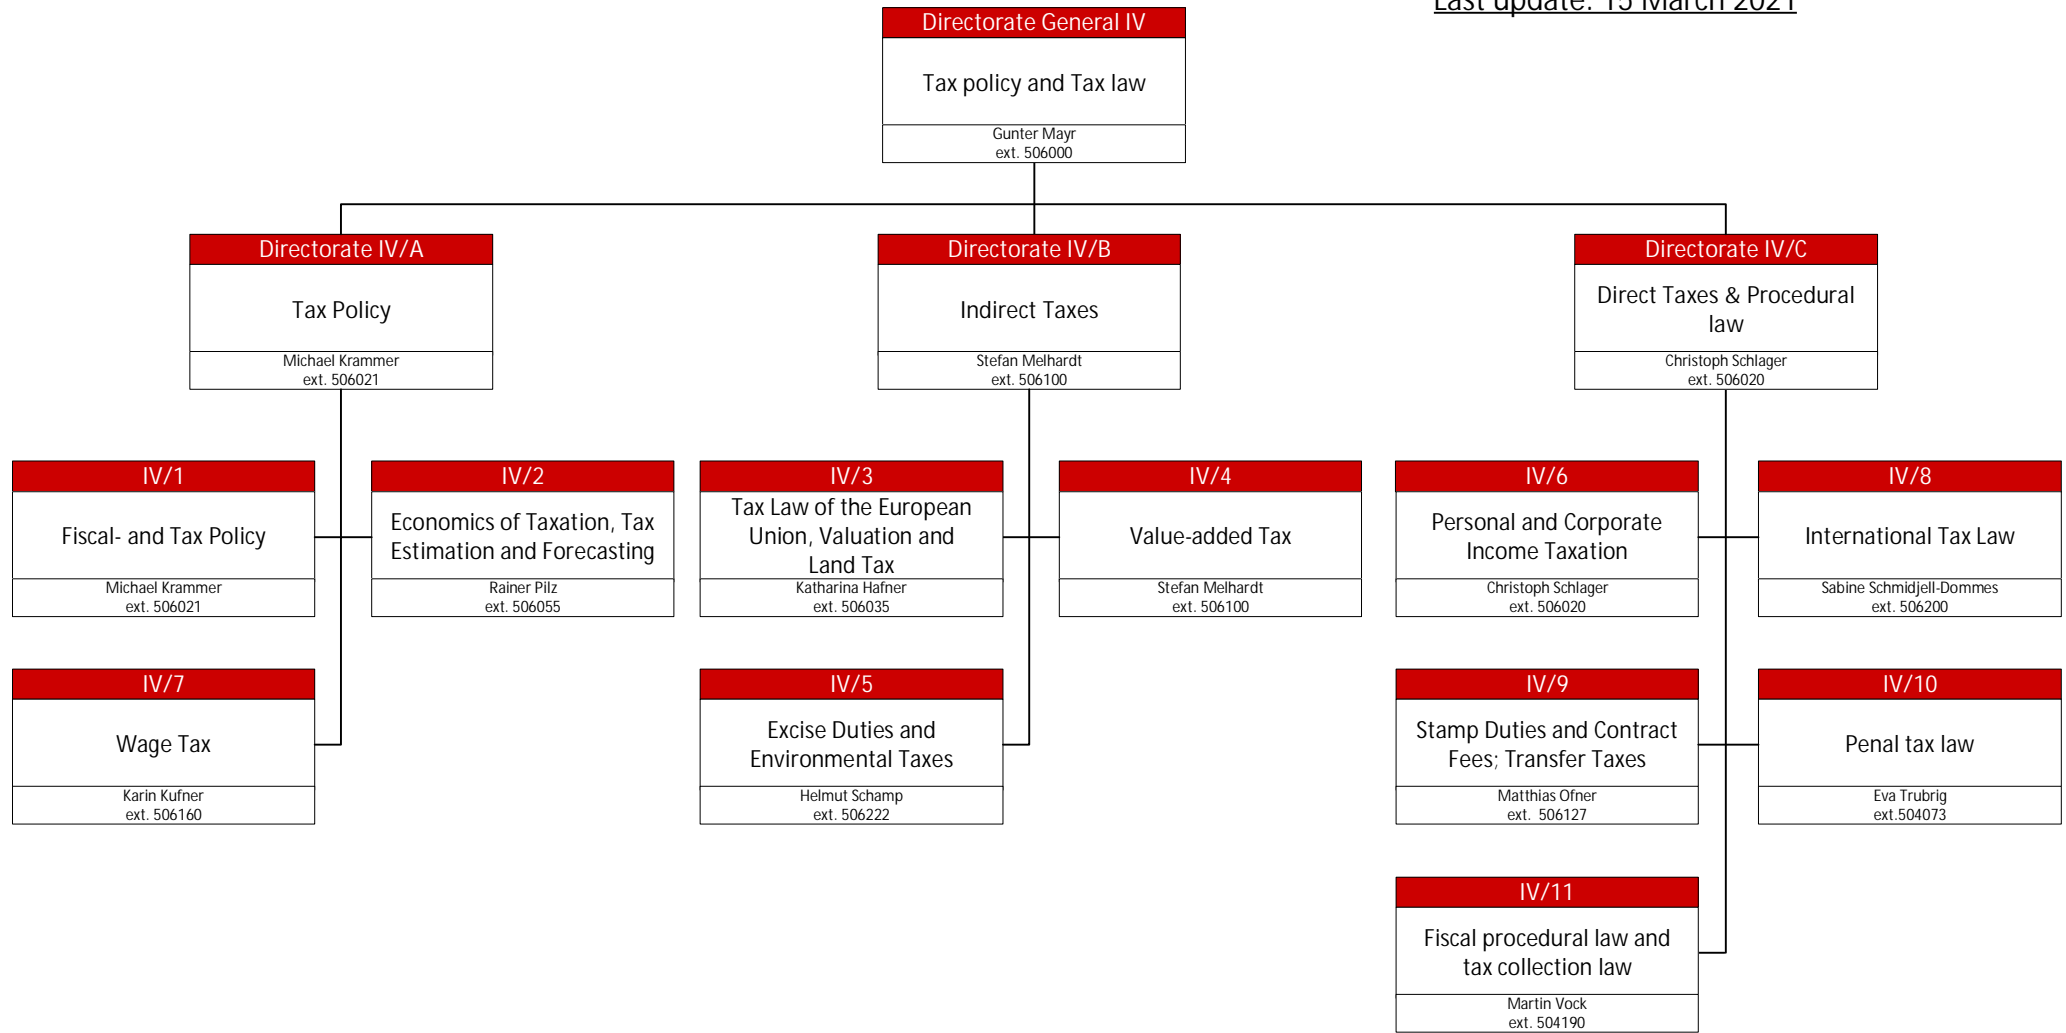 Last update: 15 March 2021
Directorate General IV
Tax policy and Tax law
Gunter Mayr
ext. 506000
Directorate IV/A
Tax Policy
Michael Krammer
ext. 506021
Directorate IV/B
Indirect Taxes
Stefan Melhardt
ext. 506100
Directorate IV/C
Direct Taxes & Procedural
law
Christoph Schlager
ext. 506020
IV/1
Fiscal- and Tax Policy
Michael Krammer
ext. 506021
IV/2
Economics of Taxation, Tax
Estimation and Forecasting
Rainer Pilz
ext. 506055
IV/3
Tax Law of the European
Union, Valuation and
Land Tax
Katharina Hafner
ext. 506035
IV/4
Value-added Tax
Stefan Melhardt
ext. 506100
IV/6
Personal and Corporate
Income Taxation
Christoph Schlager
ext. 506020
IV/8
International Tax Law
Sabine Schmidjell-Dommes
ext. 506200
IV/7
Wage Tax
Karin Kufner
ext. 506160
IV/5
Excise Duties and
Environmental Taxes
Helmut Schamp
ext. 506222
IV/9
Stamp Duties and Contract
Fees; Transfer Taxes
Matthias Ofner
ext. 506127
IV/10
Penal tax law
Eva Trubrig
ext.504073
IV/11
Fiscal procedural law and
tax collection law
Martin Vock
ext. 504190